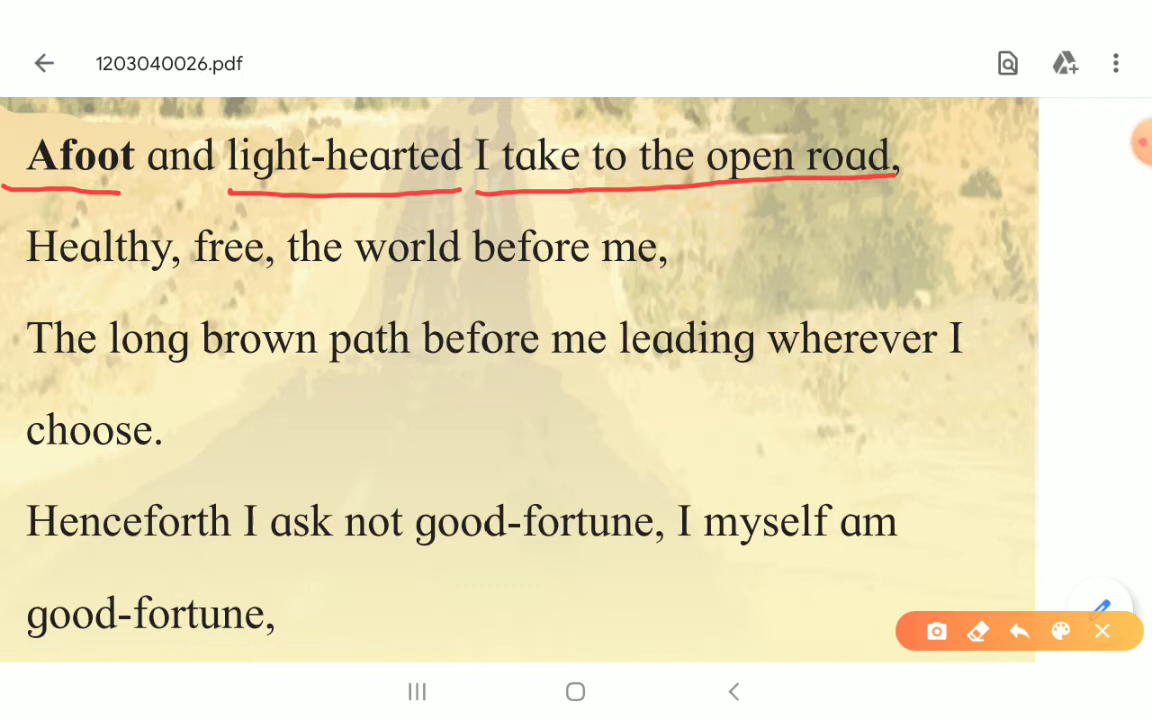 1203040026.pdf
Afoot and light-hearted I take to the open road,
Healthy, free, the world before me,
The long brown path before me leading wherever I
choose.
Henceforth I ask not good-fortune, I myself am
good-fortune,